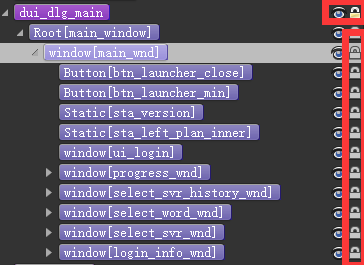 dui_dlg_main
Root[main_window]
window[main_wnd]
Button[btn_launcher_close]
Button[btn_launcher_min]
Static[sta_version]
Static[sta_left_plan_inner]
window[ui_login]
window[progress_wnd]
window[select_svr_history_wnd]
window[select_word_wnd]
window[select_svr_wnd]
window[login_info_wnd]